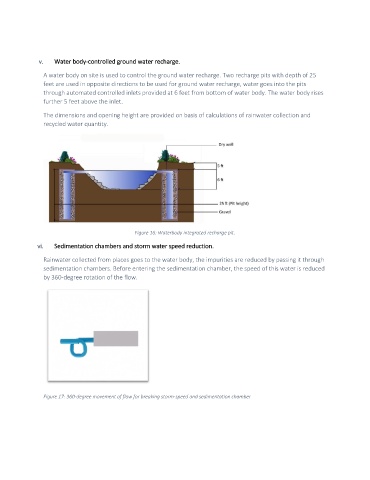 v. Water body-controlled ground water recharge.
A water body on site is used to control the ground water recharge. Two recharge pits with depth of 25
feet are used in opposite directions to be used for ground water recharge, water goes into the pits
through automated controlled inlets provided at 6 feet from bottom of water body. The water body rises
further 5 feet above the inlet.
The dimensions and opening height are provided on basis of calculations of rainwater collection and
recycled water quantity.
Dry well
5 ft
6 ft
25 ft (Pit height)
Gravel
Figure 16: Waterbody integrated recharge pit.
vi. Sedimentation chambers and storm water speed reduction.
Rainwater collected from places goes to the water body, the impurities are reduced by passing it through
sedimentation chambers. Before entering the sedimentation chamber, the speed of this water is reduced
by 360-degree rotation of the flow.
Figure 17: 360-degree movement of flow for breaking storm-speed and sedimentation chamber